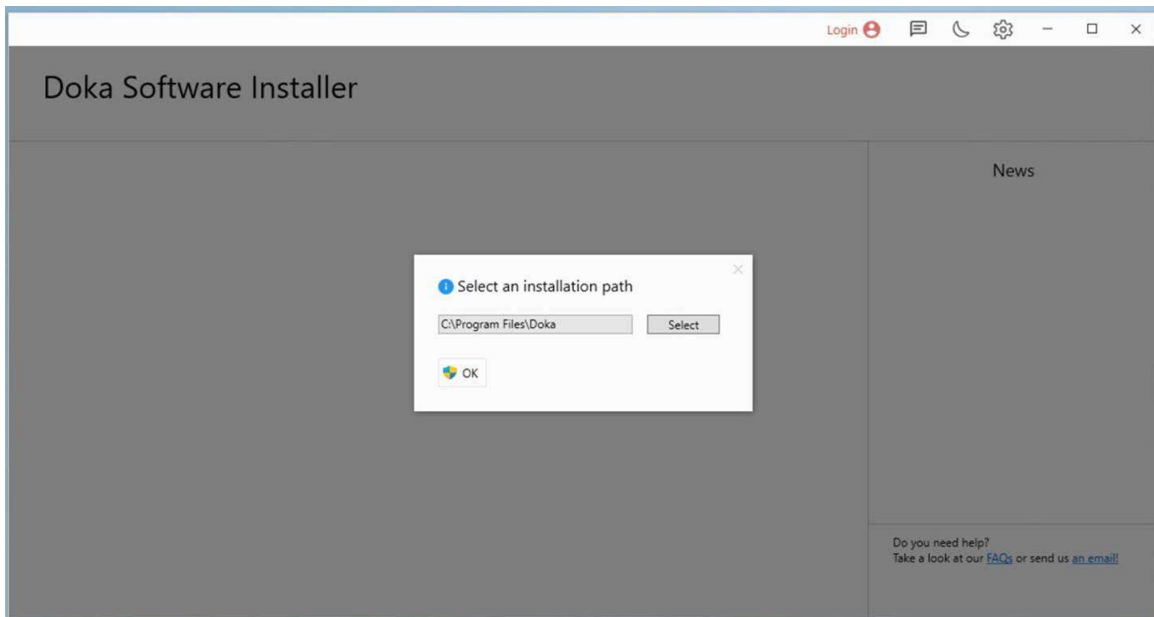 Login
Doka Software Installer
News
Select an installation path
C:\Program Files\Doka
Select
OK
Do you need help?
Take a look at our FAQs or send us an email!